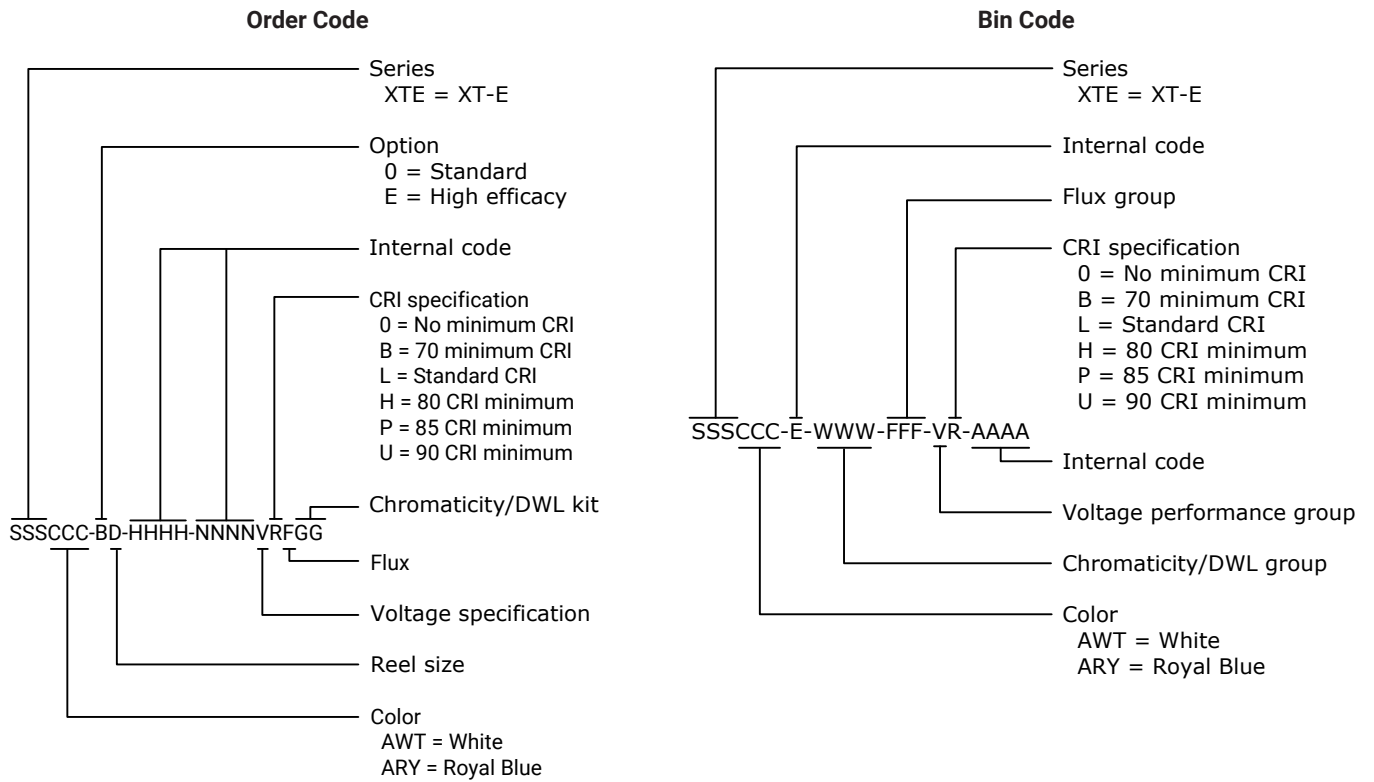 Order Code
Series
XTE = XT-E
Option
0 = Standard
E = High efficacy
Internal code
CRI specification
0 = No minimum CRI
B = 70 minimum CRI
L = Standard CRI
H = 80 CRI minimum
P = 85 CRI minimum
U = 90 CRI minimum
Chromaticity/DWL kit
SSSCCC-BD-HHHH-NNNNVRFGG
Flux
Voltage specification
Reel size
Color
AWT = White
ARY = Royal Blue
Bin Code
Series
XTE = XT-E
Internal code
Flux group
CRI specification
0 = No minimum CRI
B = 70 minimum CRI
L = Standard CRI
H = 80 CRI minimum
P = 85 CRI minimum
U = 90 CRI minimum
SSSCCC-E-WWW-FFF-VR-AAAA
Internal code
Voltage performance group
Chromaticity/DWL group
Color
AWT = White
ARY = Royal Blue